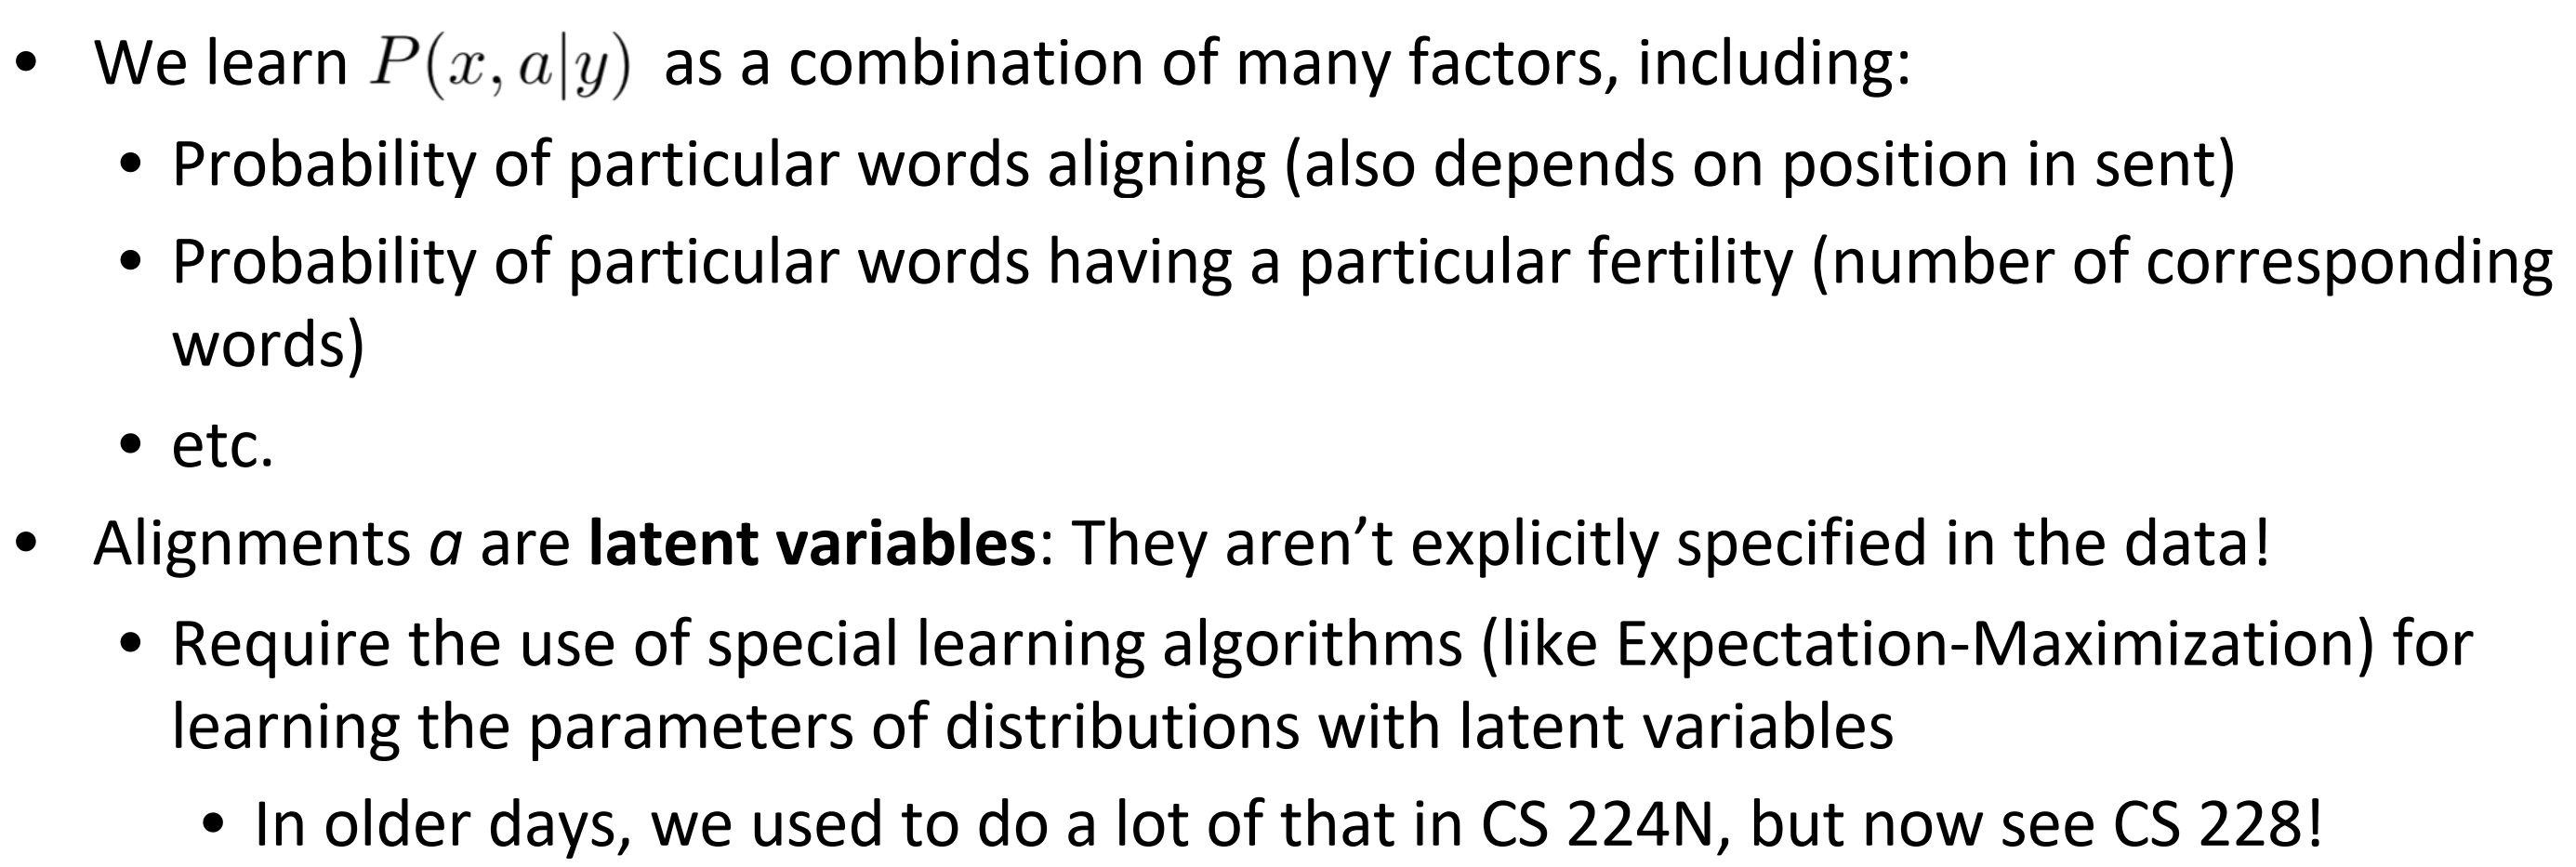 • We learn P(x, a|y) as a combination of many factors, including:
• Probability of particular words aligning (also depends on position in sent)
• Probability of particular words having a particular fertility (number of corresponding
words)
• etc.
• Alignments a are latent variables: They aren’t explicitly specified in the data!
• Require the use of special learning algorithms (like Expectation-Maximization) for
learning the parameters of distributions with latent variables
• In older days, we used to do a lot of that in CS 224N, but now see CS 228!